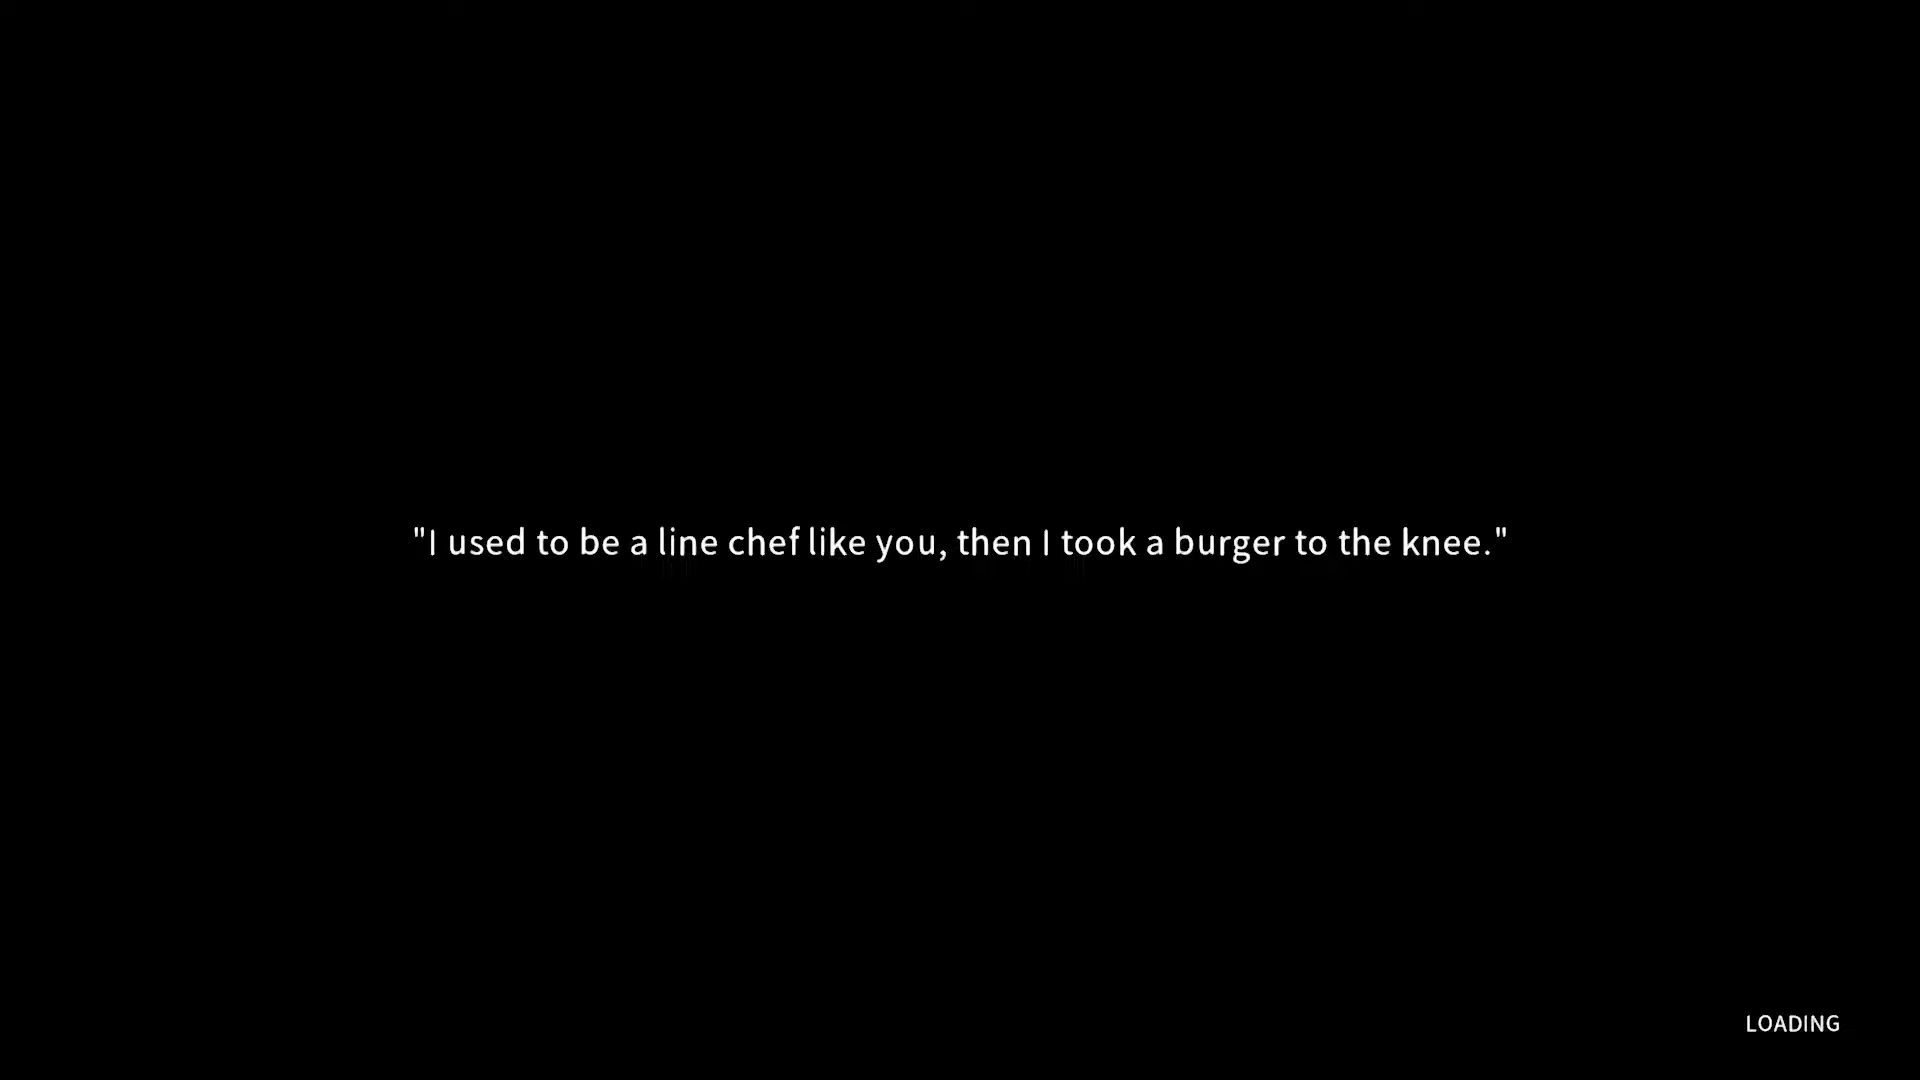 "I used to be a line chef like you, then I took a burger to the knee."
LOADING